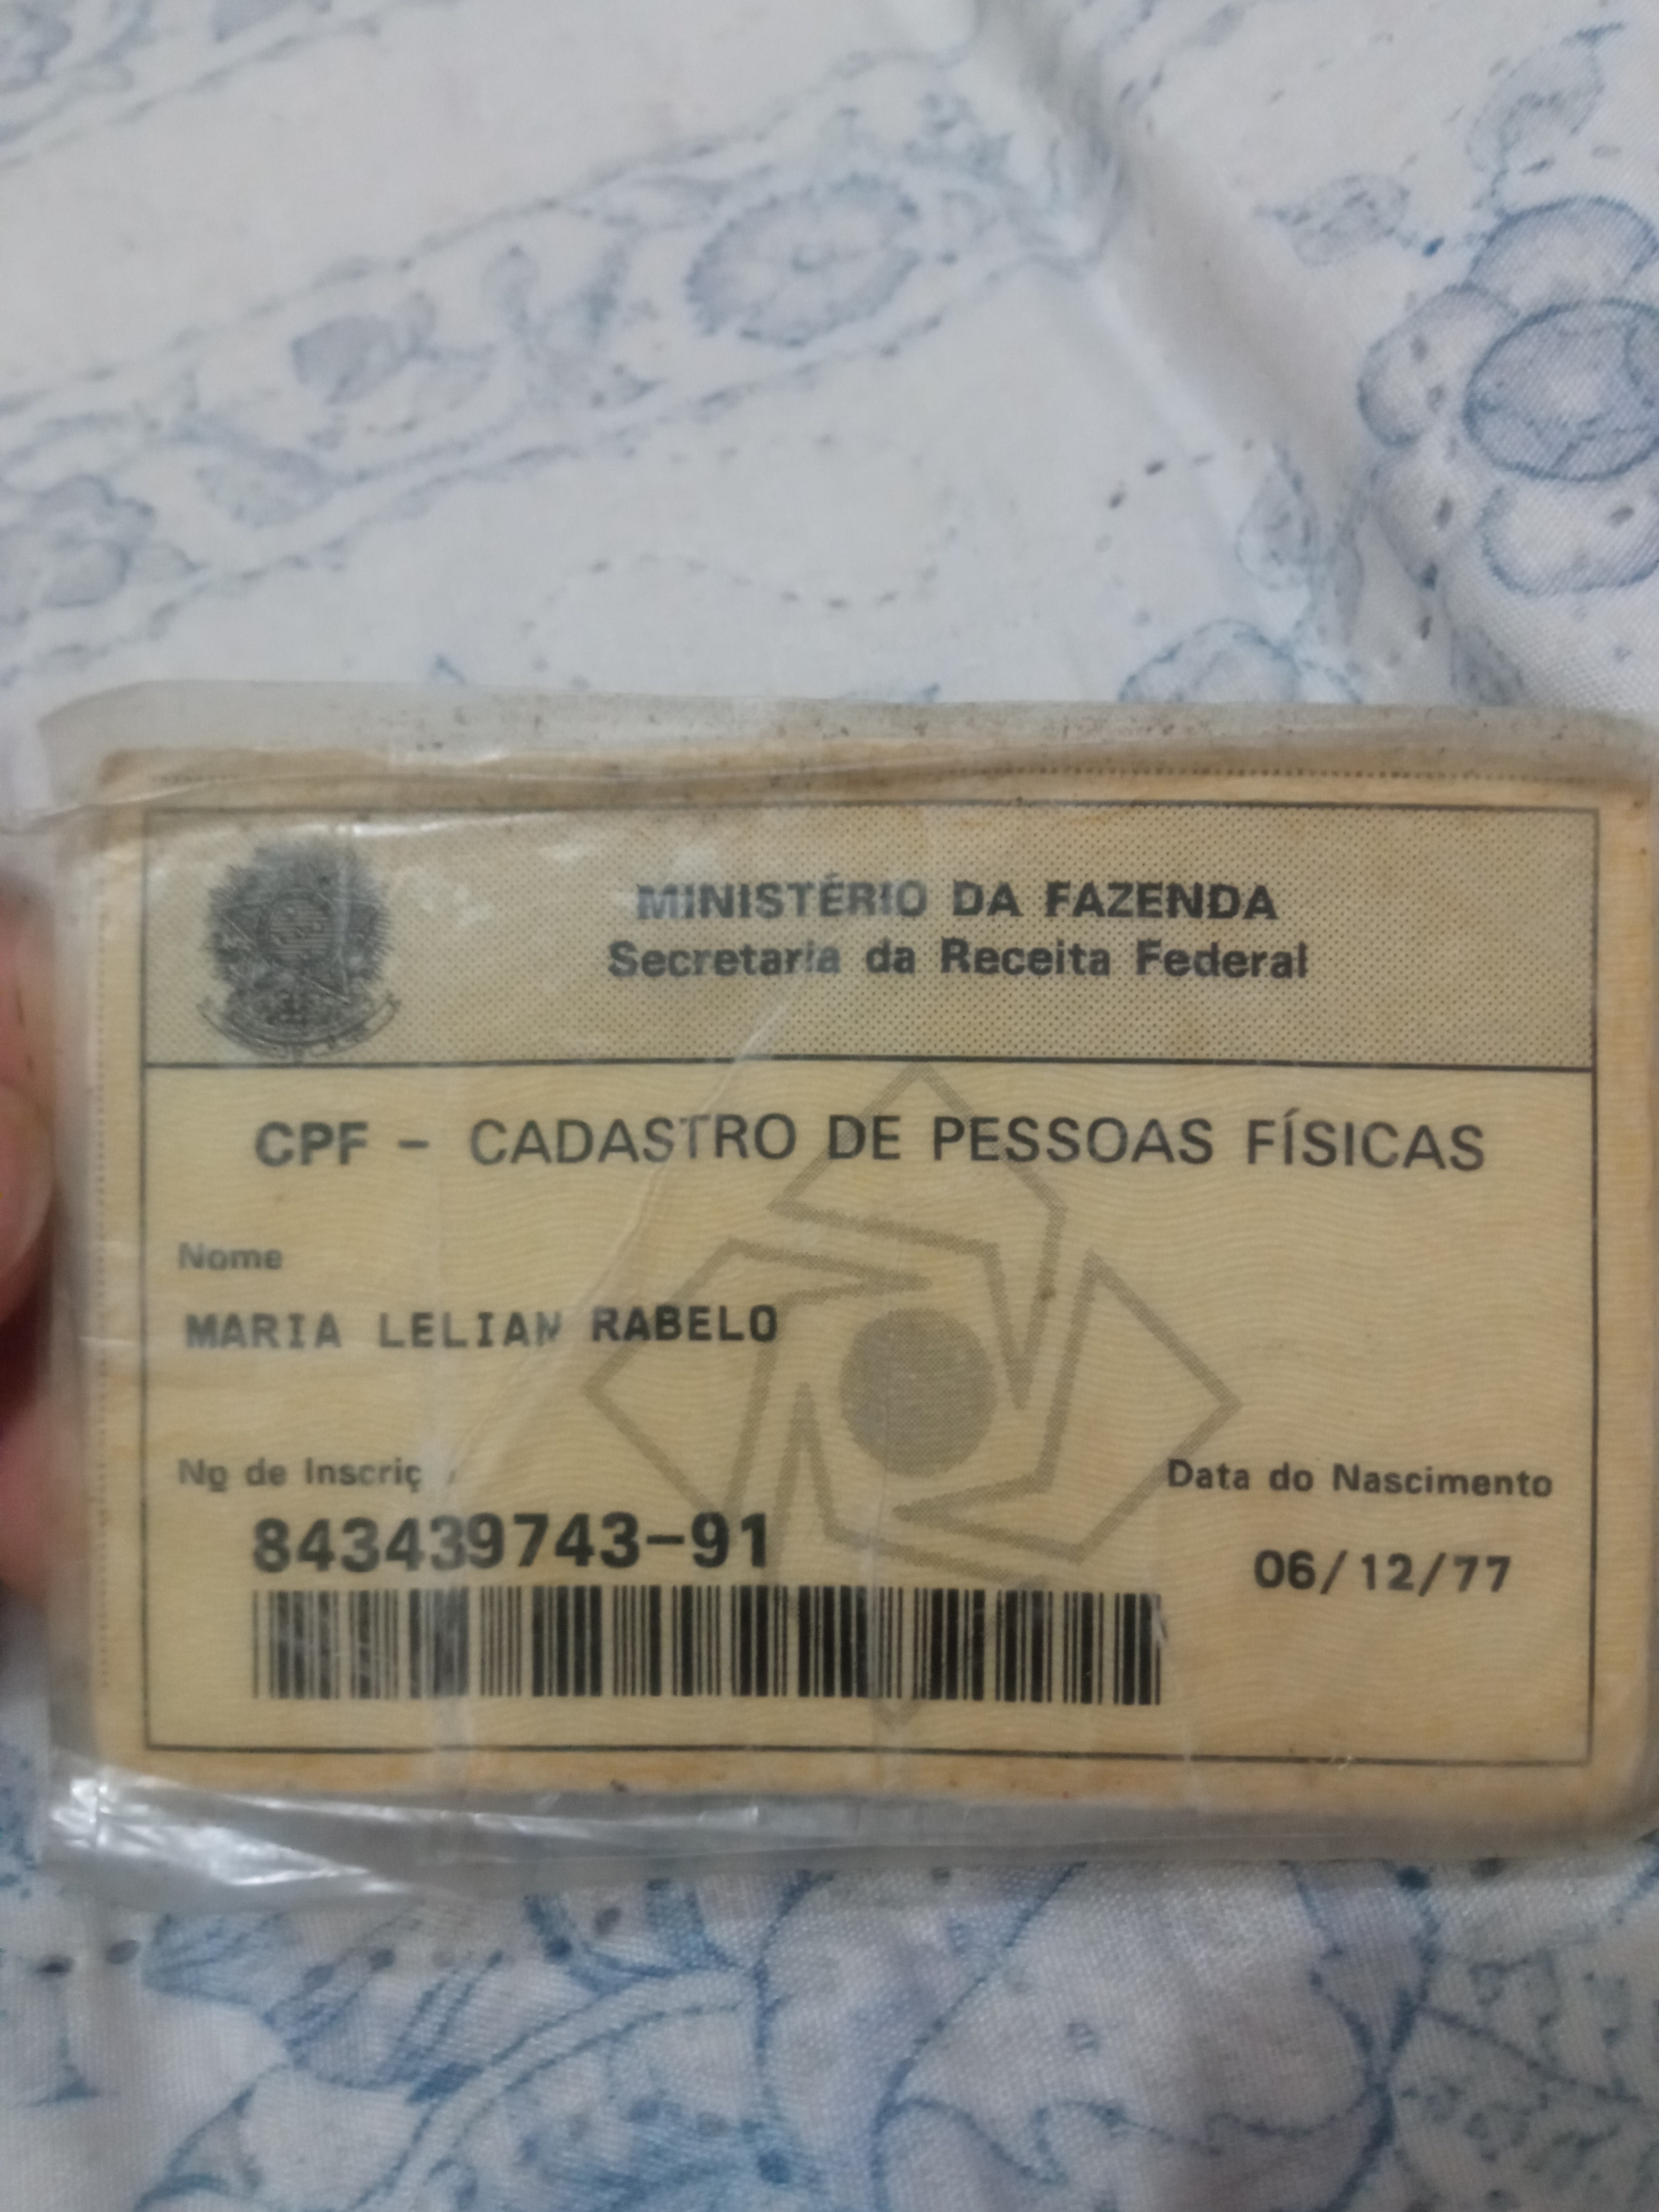 MINISTÉRIO DA FAZENDA
Secretaria da Receita Federal
CPF - CADASTRO DE PESSOAS FÍSICAS
Nome
MARIA LELIAN RABELO
Nº de Inscriç
Data do Nascimento
843439743-91
06/12/77